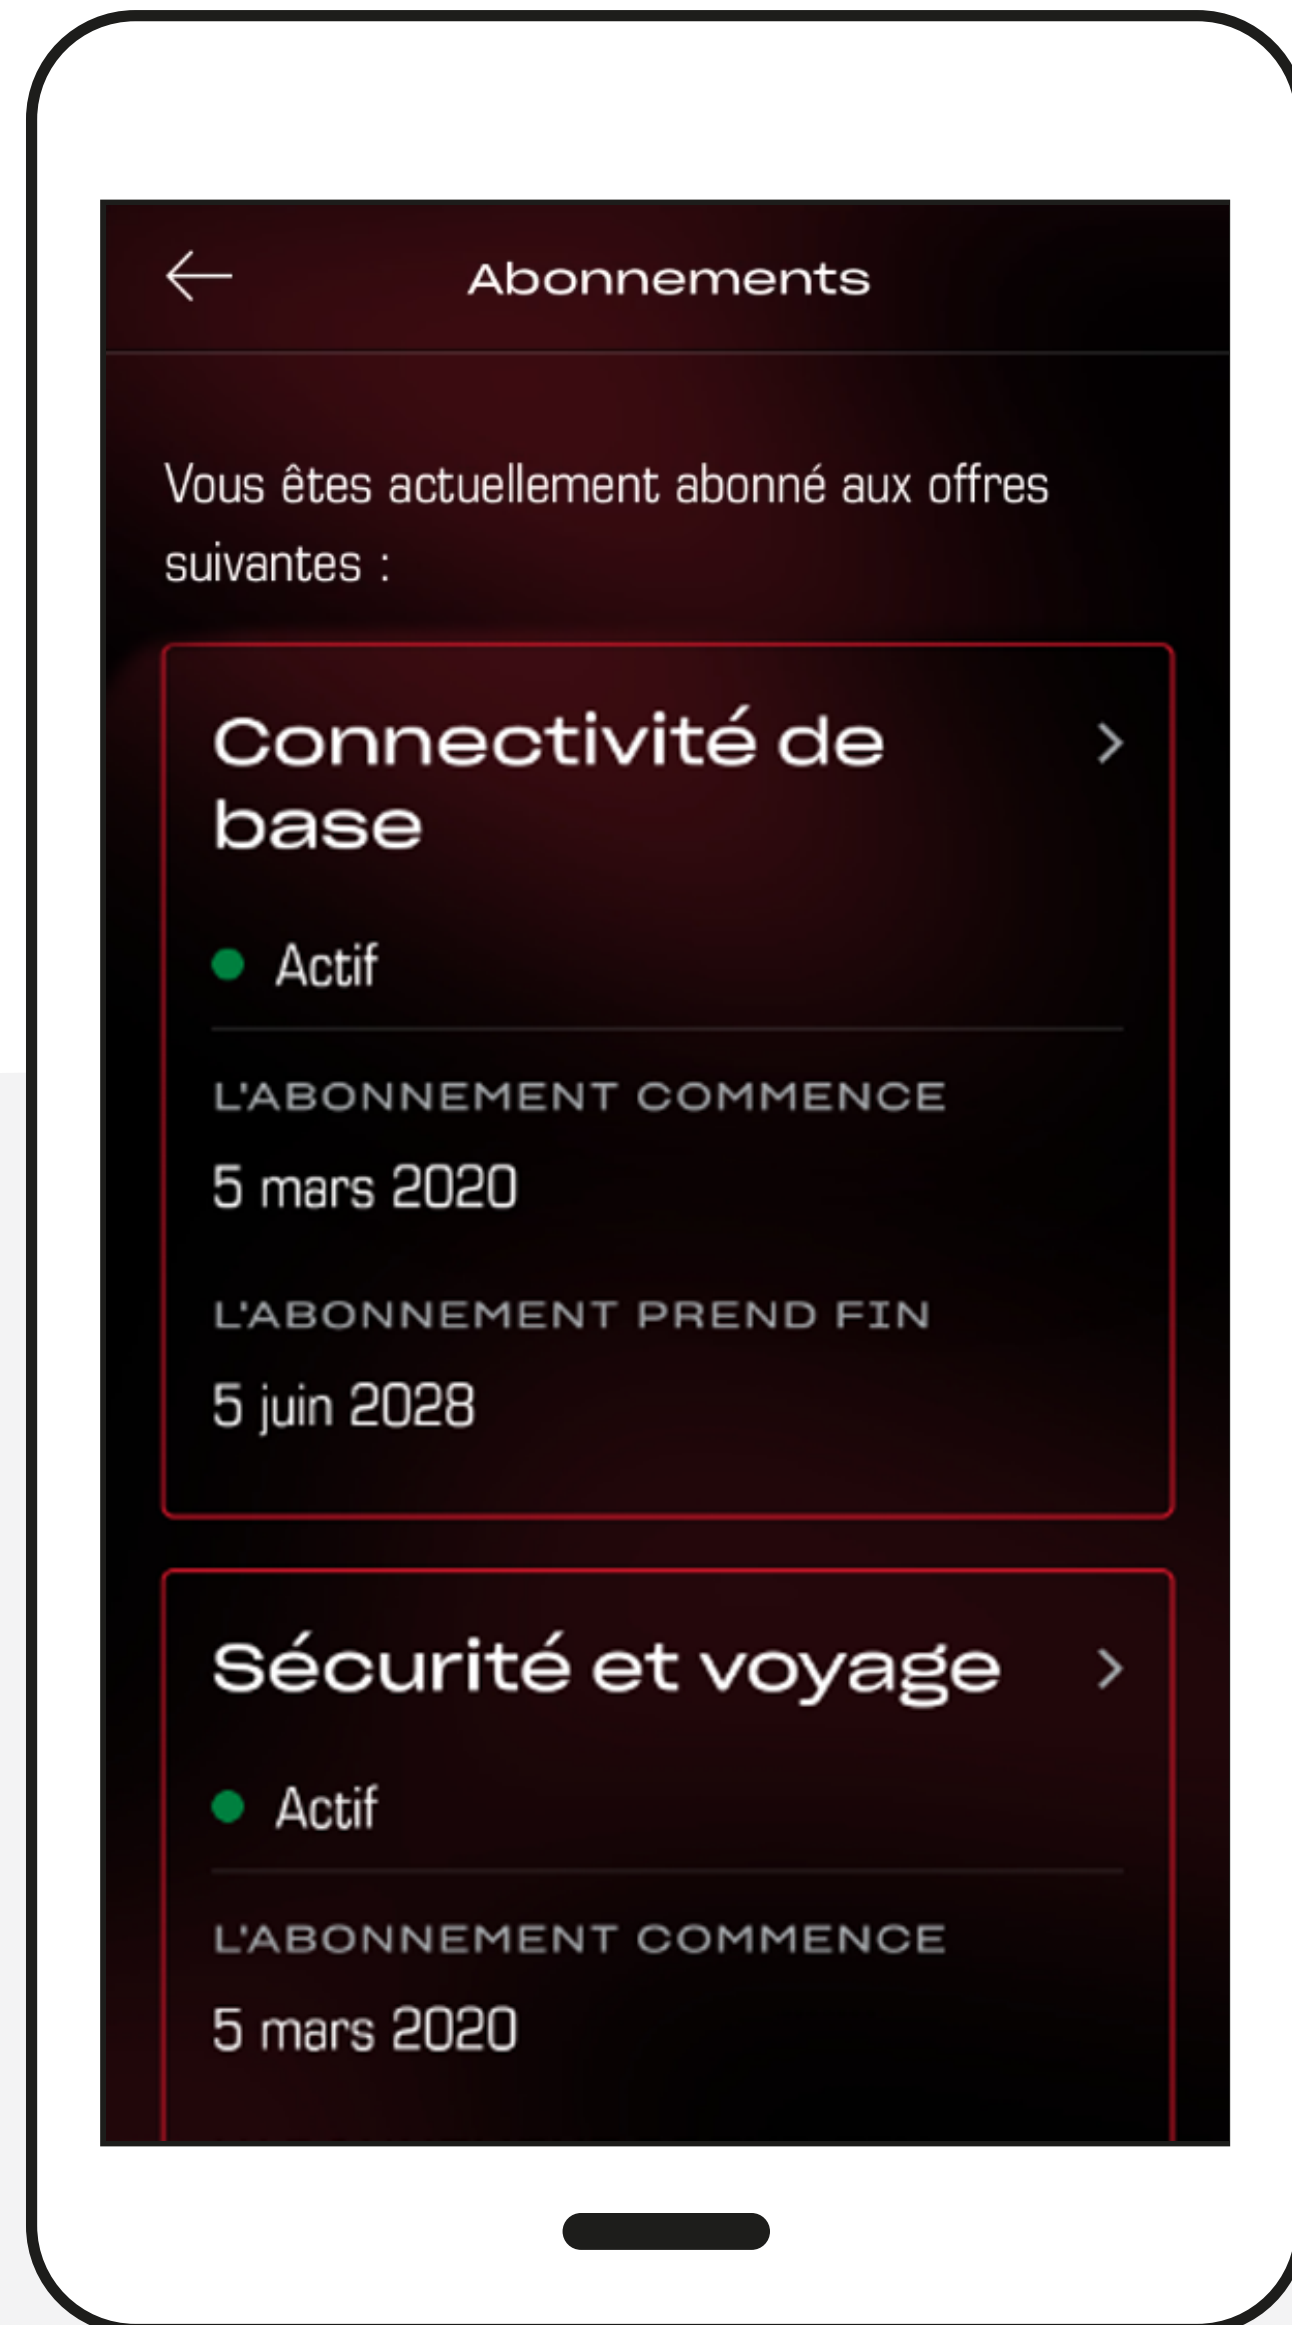 Abonnements
Vous êtes actuellement abonné aux offres
suivantes :
Connectivité de
base
Actif
L'ABONNEMENT COMMENCE
5 mars 2020
L'ABONNEMENT PREND FIN
5 juin 2028
Sécurité et voyage
Actif
L'ABONNEMENT COMMENCE
5 mars 2020